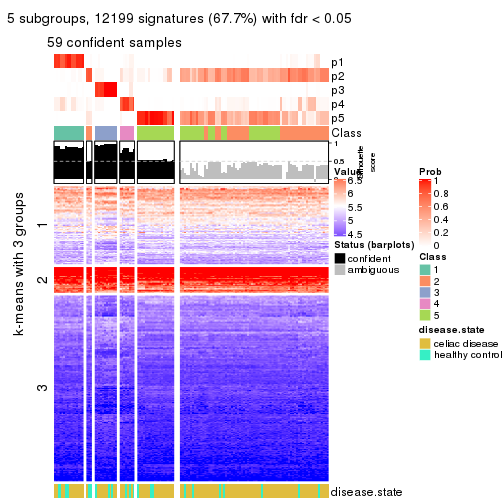 5 subgroups, 12199 signatures (67.7%) with fdr < 0.05
59 confident samples
p1
p2
p3
p4
p5
Class
1
0.5
0
silhouette
score
k-means with 3 groups
1
2
3
Value
6.5
6
5.5
5
4.5
Status (barplots)
confident
ambiguous
Prob
1
0.8
0.6
0.4
0.2
0
Class
1
2
3
4
5
disease.state
celiac disease
healthy control
disease.state